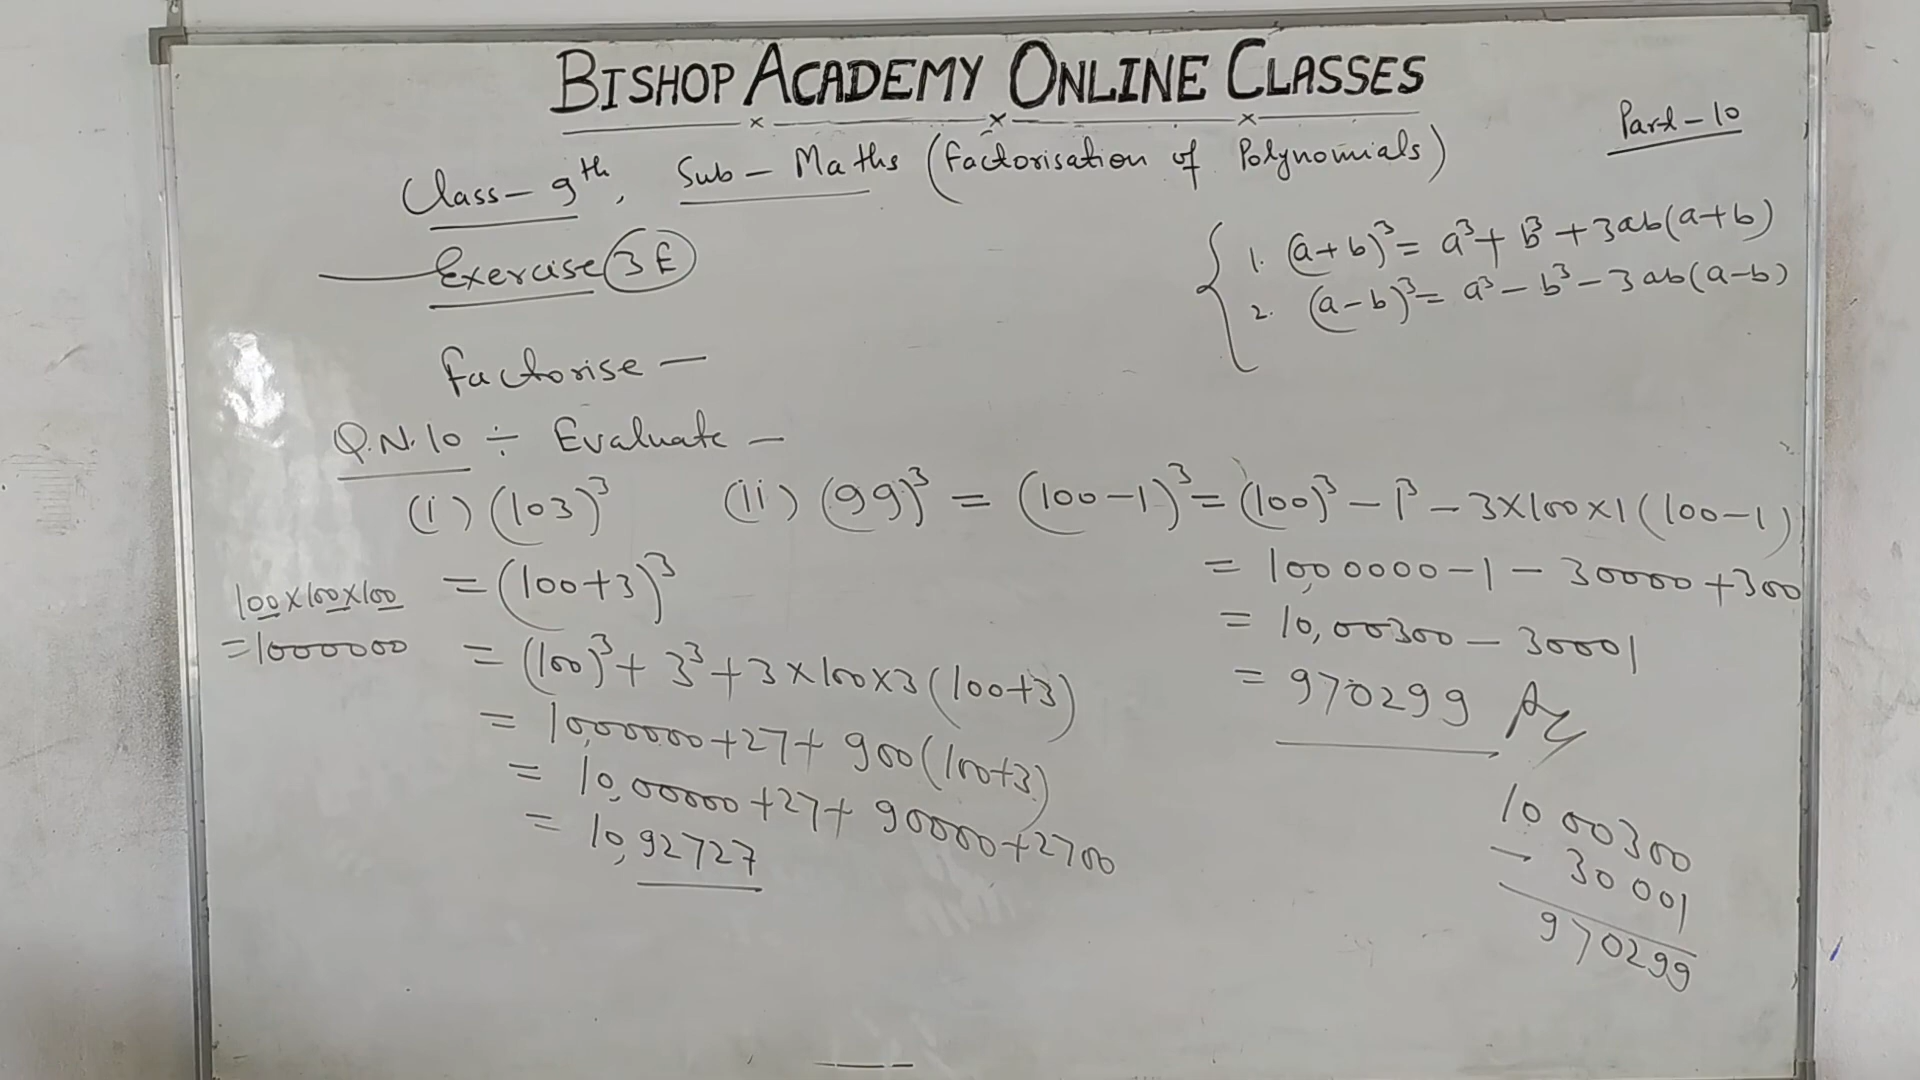 BISHOP ACADEMY ONLINE CLASSES
Part-10
Class-9th, Sub-Maths (Factorisation of Polynomials)
Exercise 3E
1. (a+b)³ = a³+b³+3ab(a+b)
2. (a-b)³ = a³-b³-3ab(a-b)
Factorise-
Q.N.10 ÷ Evaluate-
(i) (103)³
= (100+3)³
100×100×100
=1000000
= (100)³+3³+3×100×3(100+3)
= 10,00000+27+900(100+3)
= 10,00000+27+90000+2700
= 10,92727
(ii) (99)³ = (100-1)³ = (100)³-1³-3×100×1(100-1)
= 10,00000-1-30000+300
= 10,00300-30001
= 970299
1000300
-30001
970299